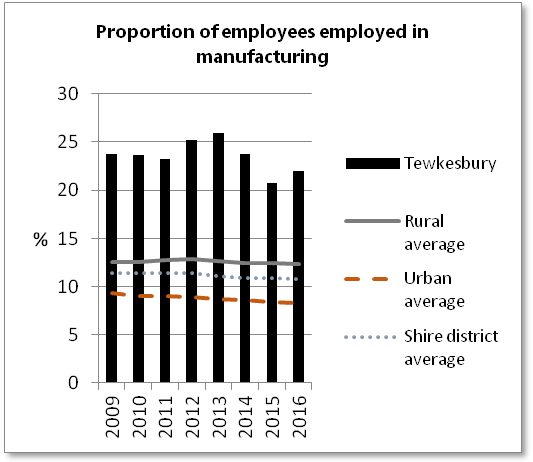 Proportion of employees employed in
manufacturing
30
25
20
15
10
5
0
%
2009
2010
2011
2012
2013
2014
2015
2016
Tewkesbury
Rural
average
Urban
average
Shire district
average